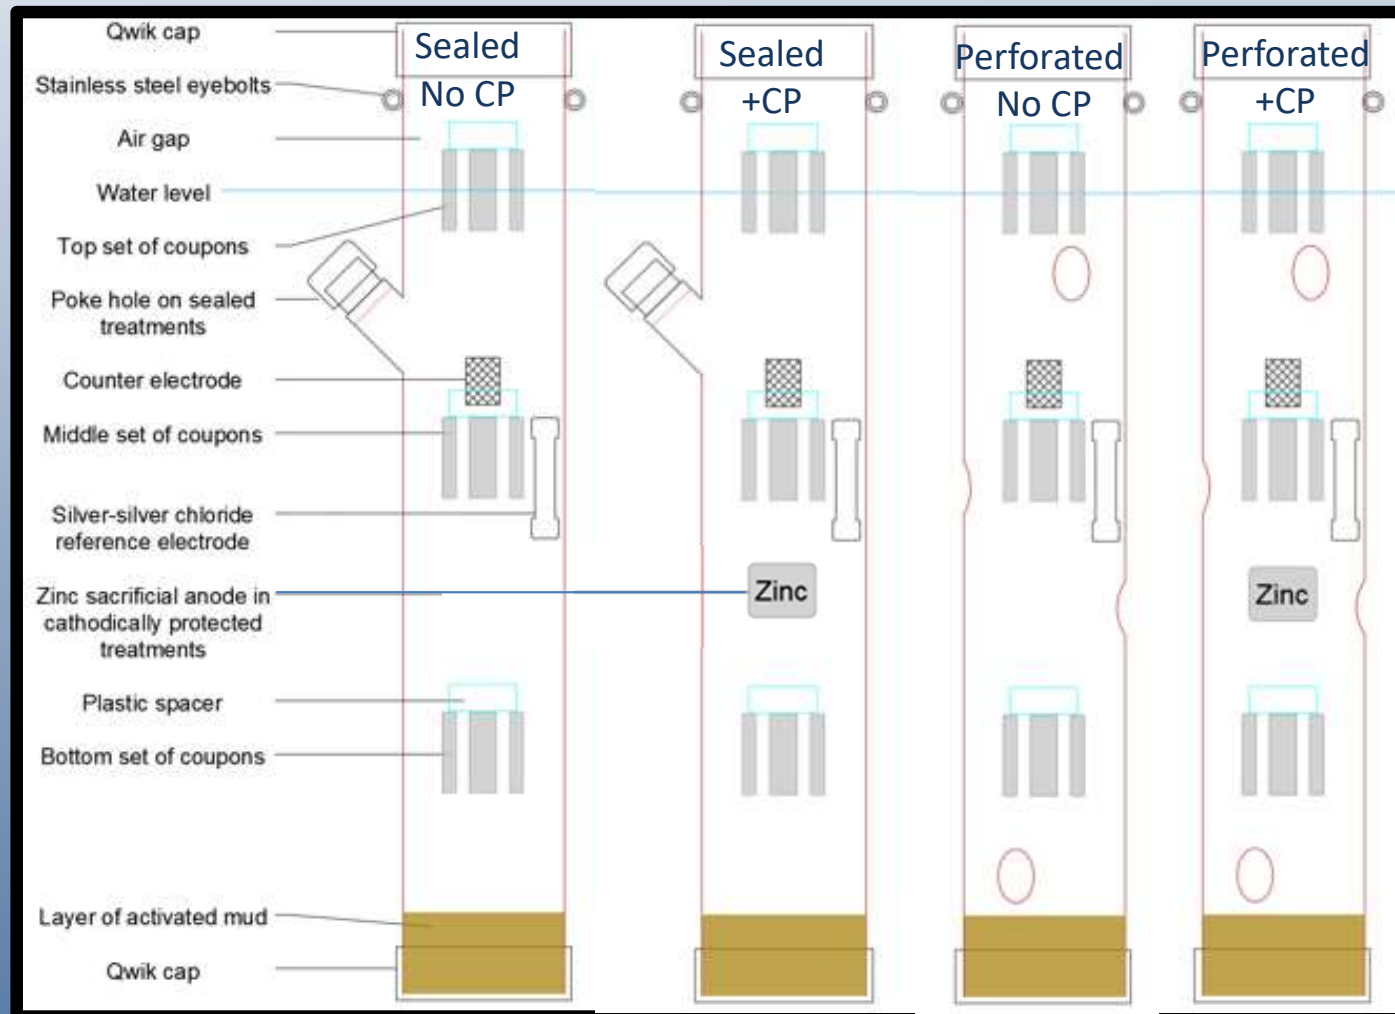 Qwik cap
Stainless steel eyebolts
Air gap
Water level
Top set of coupons
Poke hole on sealed
treatments
Counter electrode
Middle set of coupons
Silver-silver chloride
reference electrode
Zinc sacrificial anode in
cathodically protected
treatments
Plastic spacer
Bottom set of coupons
Layer of activated mud
Qwik cap
Sealed
No CP
Sealed
+CP
Zinc
Perforated
No CP
Perforated
+CP
Zinc